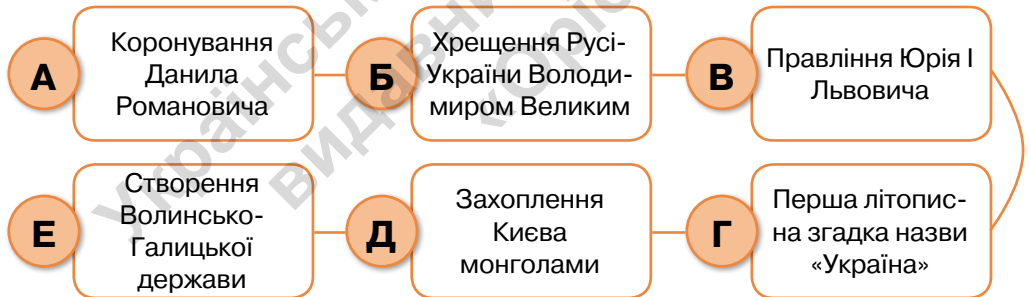 А
Коронування
Данила
Романовича
Б
Хрещення Русі-
України Володи-
миром Великим
В
Правління Юрія І
Львовича
Г
Перша літопис-
на згадка назви
«Україна»
Д
Захоплення
Києва
монголами
Е
Створення
Волинсько-
Галицької
держави